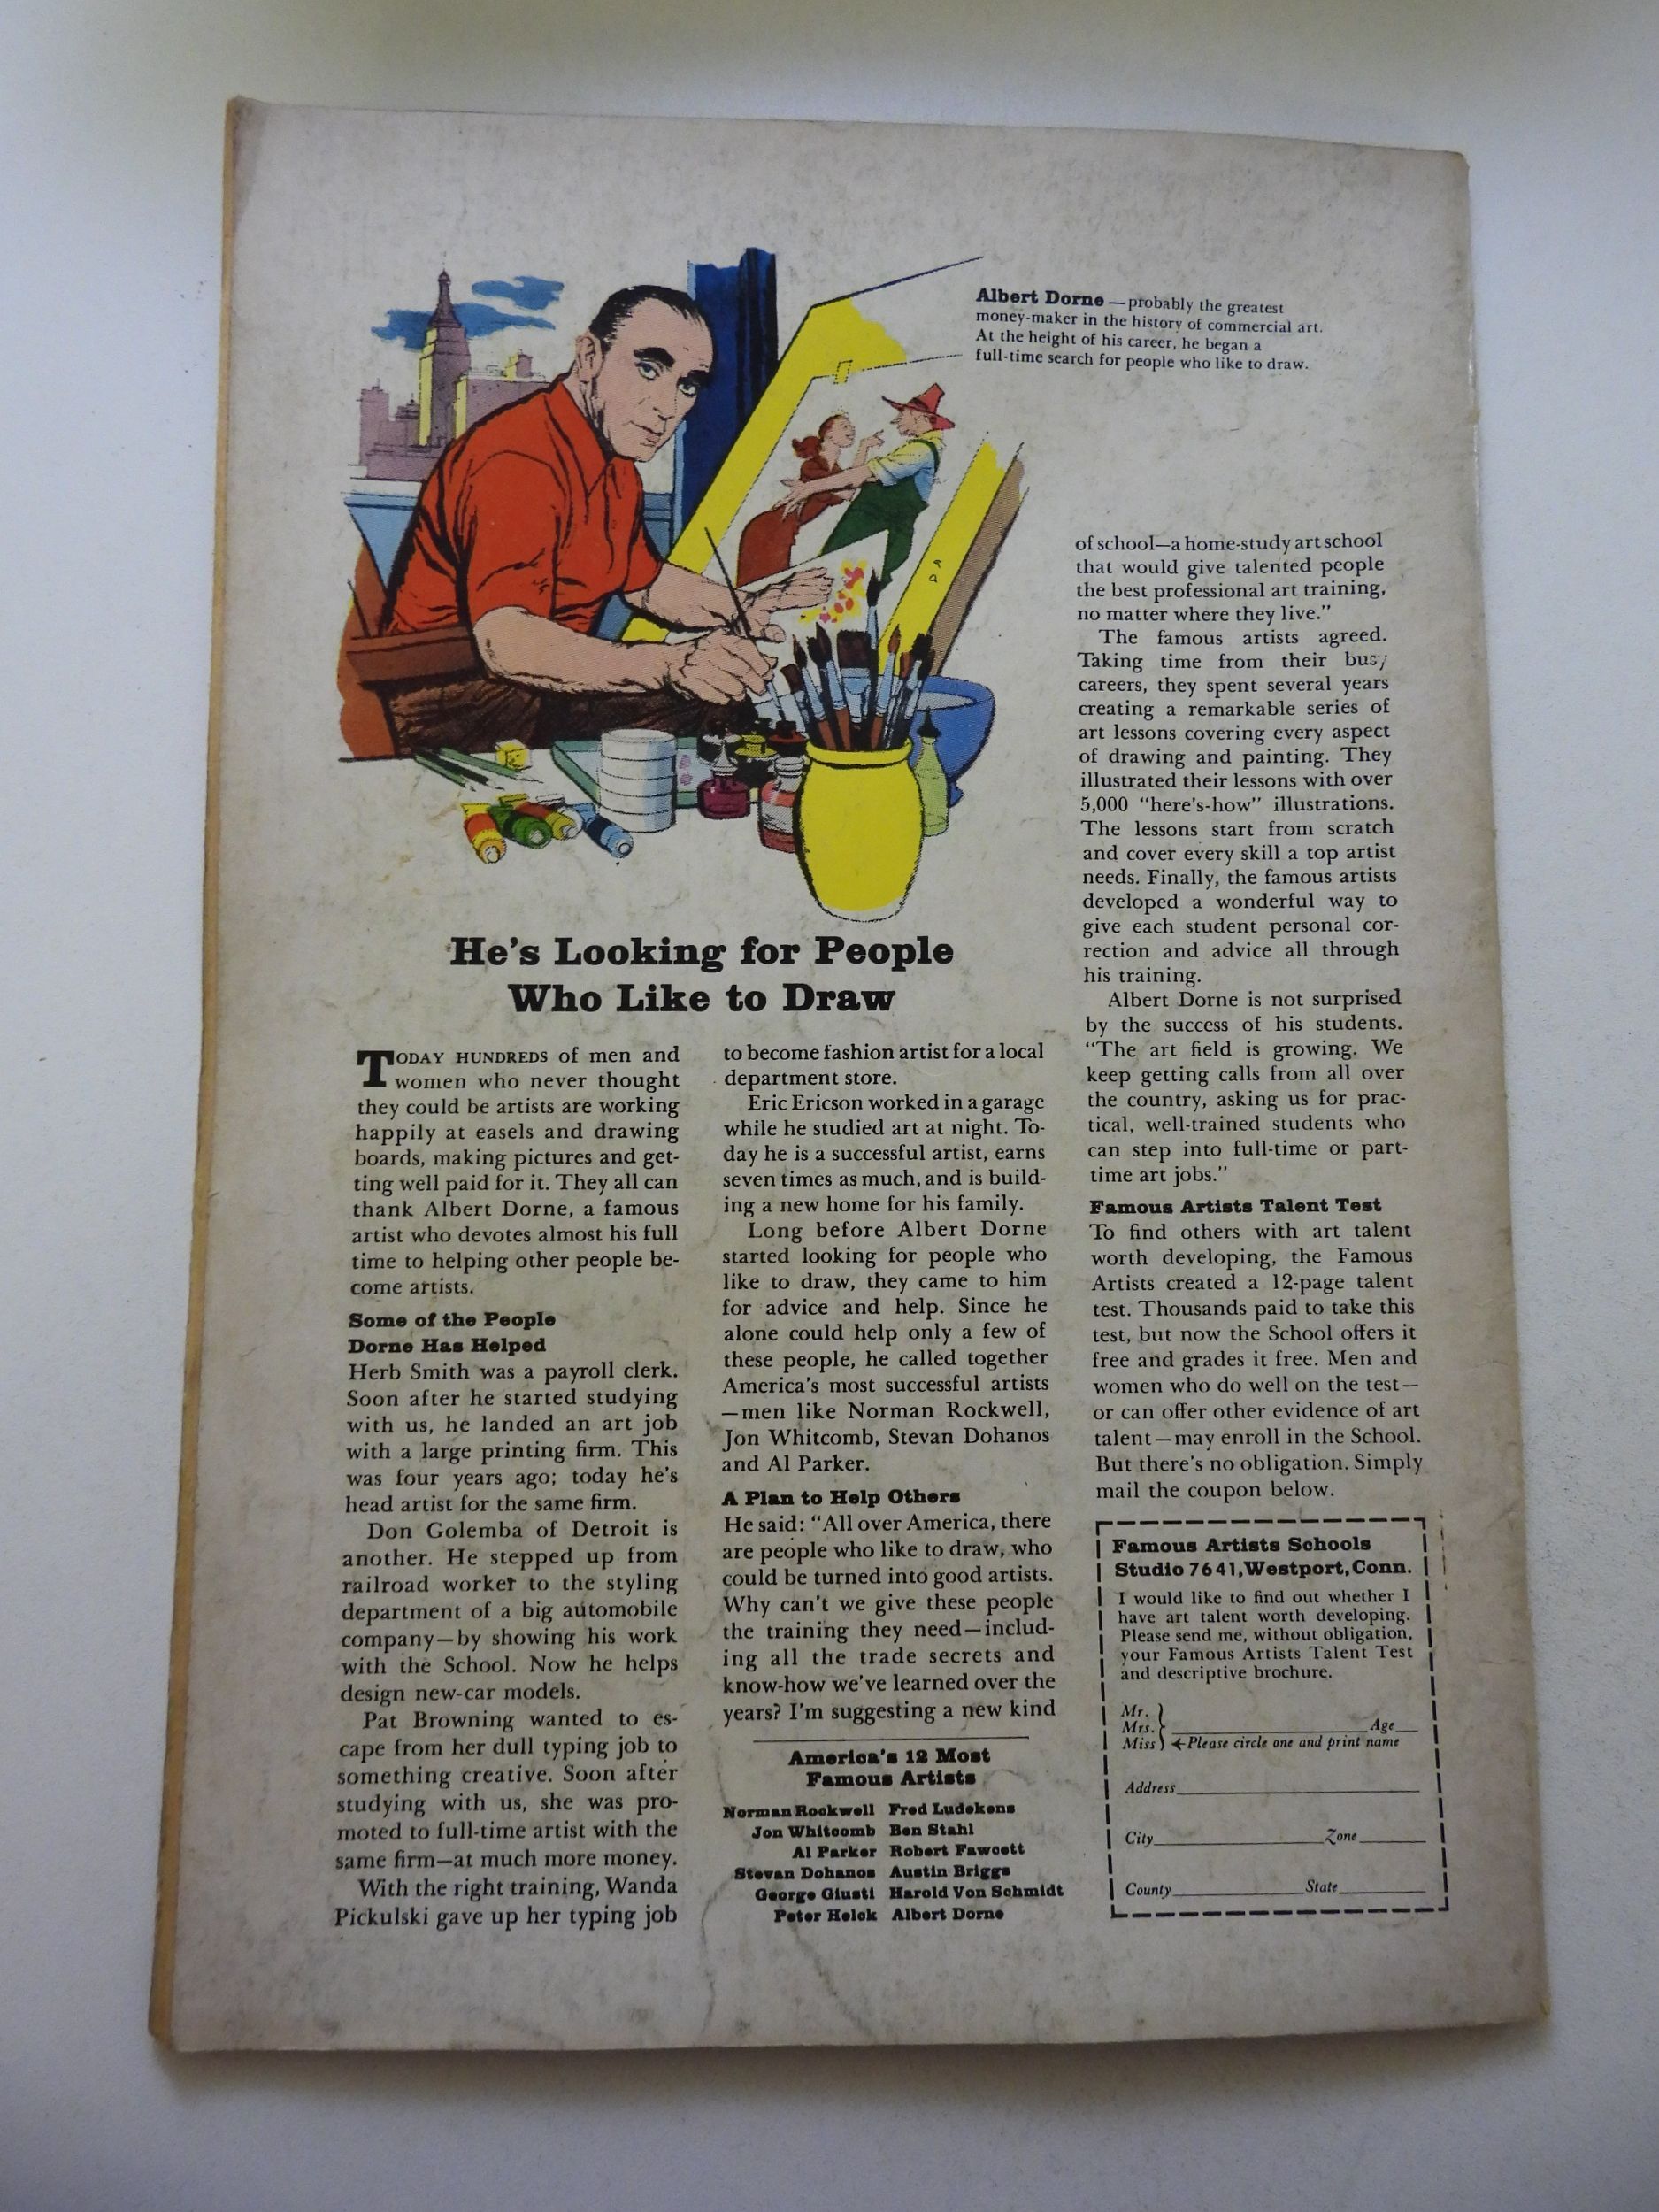 Albert Dorne — probably the greatest
money-maker in the history of commercial art.
At the height of his career, he began a
full-time search for people who like to draw.
He's Looking for People
Who Like to Draw
TODAY HUNDREDS of men and
women who never thought
they could be artists are working
happily at easels and drawing
boards, making pictures and get-
ting well paid for it. They all can
thank Albert Dorne, a famous
artist who devotes almost his full
time to helping other people be-
come artists.
Some of the People
Dorne Has Helped
Herb Smith was a payroll clerk.
Soon after he started studying
with us, he landed an art job
with a large printing firm. This
was four years ago; today he's
head artist for the same firm.
Don Golemba of Detroit is
another. He stepped up from
railroad worker to the styling
department of a big automobile
company—by showing his work
with the School. Now he helps
design new-car models.
Pat Browning wanted to es-
cape from her dull typing job to
something creative. Soon after
studying with us, she was pro-
moted to full-time artist with the
same firm—at much more money.
With the right training, Wanda
Pickulski gave up her typing job
to become fashion artist for a local
department store.
Eric Ericson worked in a garage
while he studied art at night. To-
day he is a successful artist, earns
seven times as much, and is build-
ing a new home for his family.
Long before Albert Dorne
started looking for people who
like to draw, they came to him
for advice and help. Since he
alone could help only a few of
these people, he called together
America's most successful artists
—men like Norman Rockwell,
Jon Whitcomb, Stevan Dohanos
and Al Parker.
A Plan to Help Others
He said: "All over America, there
are people who like to draw, who
could be turned into good artists.
Why can't we give these people
the training they need—includ-
ing all the trade secrets and
know-how we've learned over the
years? I'm suggesting a new kind
America's 12 Most
Famous Artists
Norman Rockwell Fred Ludekens
Jon Whitcomb Ben Stahl
Al Parker Robert Fawcett
Stevan Dohanos Austin Briggs
George Giusti Harold Von Schmidt
Peter Helck Albert Dorne
of school—a home-study art school
that would give talented people
the best professional art training,
no matter where they live."
The famous artists agreed.
Taking time from their busy
careers, they spent several years
creating a remarkable series of
art lessons covering every aspect
of drawing and painting. They
illustrated their lessons with over
5,000 "here's-how" illustrations.
The lessons start from scratch
and cover every skill a top artist
needs. Finally, the famous artists
developed a wonderful way to
give each student personal cor-
rection and advice all through
his training.
Albert Dorne is not surprised
by the success of his students.
"The art field is growing. We
keep getting calls from all over
the country, asking us for prac-
tical, well-trained students who
can step into full-time or part-
time art jobs."
Famous Artists Talent Test
To find others with art talent
worth developing, the Famous
Artists created a 12-page talent
test. Thousands paid to take this
test, but now the School offers it
free and grades it free. Men and
women who do well on the test—
or can offer other evidence of art
talent—may enroll in the School.
But there's no obligation. Simply
mail the coupon below.
Famous Artists Schools
Studio 7641, Westport, Conn.
I would like to find out whether I
have art talent worth developing.
Please send me, without obligation,
your Famous Artists Talent Test
and descriptive brochure.
Mr.
Mrs. Age
Miss ←Please circle one and print name
Address
City Zone
County State